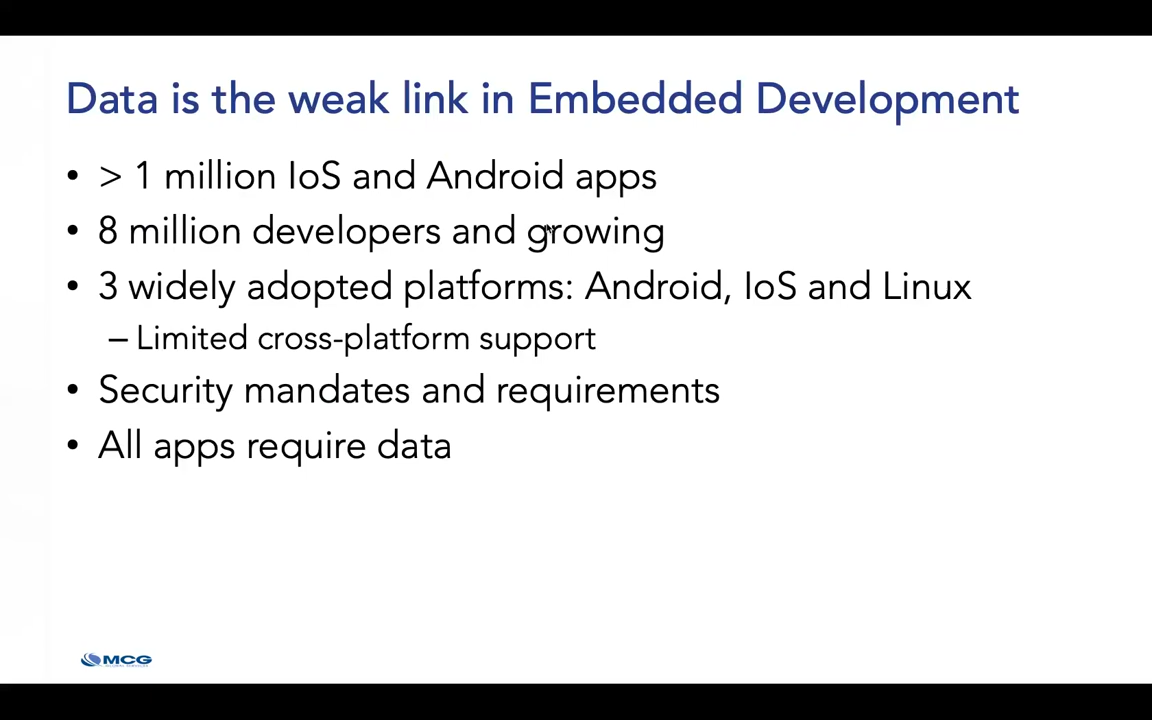 Data is the weak link in Embedded Development
• > 1 million IoS and Android apps
• 8 million developers and growing
• 3 widely adopted platforms: Android, IoS and Linux
– Limited cross-platform support
• Security mandates and requirements
• All apps require data
MCG